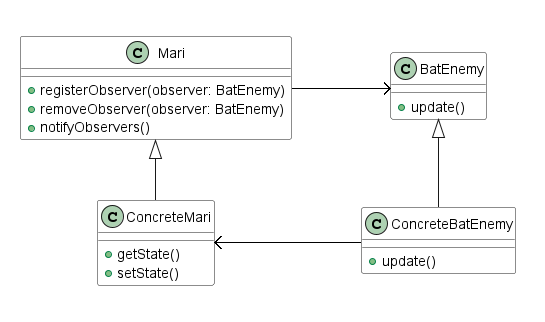 C Mari
registerObserver(observer: BatEnemy)
removeObserver(observer: BatEnemy)
notifyObservers()
C BatEnemy
update()
C ConcreteMari
getState()
setState()
C ConcreteBatEnemy
update()